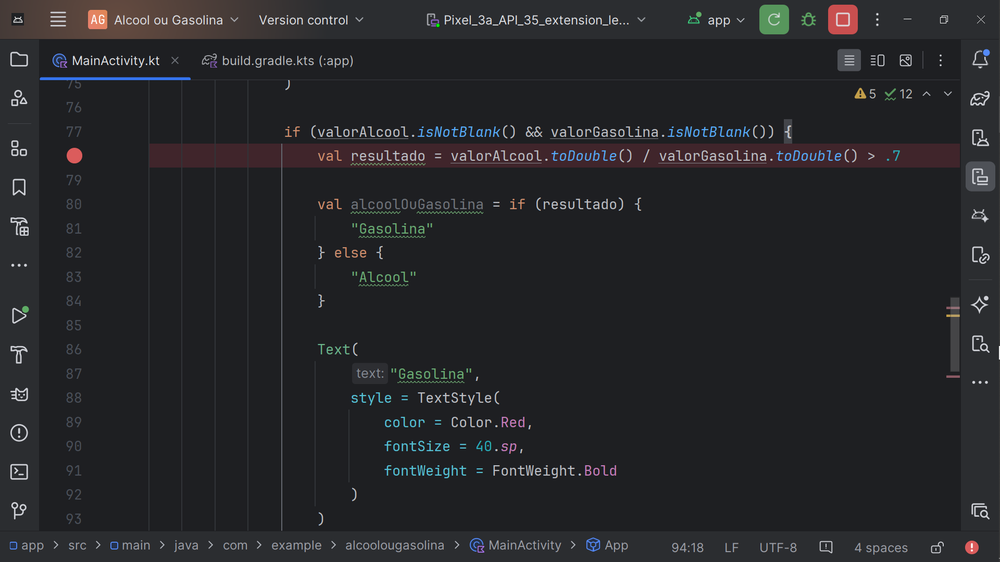 AG Alcool ou Gasolina Version control Pixel_3a_API_35_extension_le... app
MainActivity.kt build.gradle.kts (:app)
5 12
75 )
76
77 if (valorAlcool.isNotBlank() && valorGasolina.isNotBlank()) {
val resultado = valorAlcool.toDouble() / valorGasolina.toDouble() > .7
79
80 val alcoolOuGasolina = if (resultado) {
81 "Gasolina"
82 } else {
83 "Alcool"
84 }
85
86 Text(
87 text: "Gasolina",
88 style = TextStyle(
89 color = Color.Red,
90 fontSize = 40.sp,
91 fontWeight = FontWeight.Bold
92 )
93 )
app > src > main > java > com > example > alcoolougasolina > MainActivity > App 94:18 LF UTF-8 4 spaces